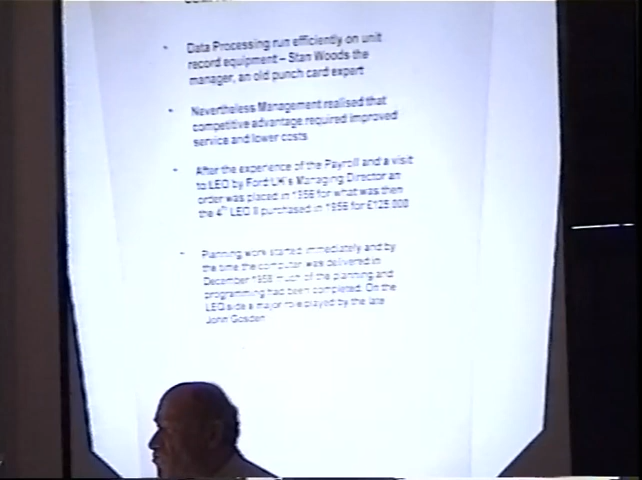 Data Processing run efficiently on unit
record equipment – Stan Woods the
manager, an old punch card expert
Nevertheless Management realised that
competitive advantage required improved
service and lower costs
After the experience of the Payroll and a visit
to LEO by Ford UK's Managing Director an
order was placed in 1956 for what was then
the 4th LEO II purchased in 1956 for £125,000
Planning work started immediately and by
the time the computer was delivered in
December 1958 much of the planning and
programming had been completed. On the
LEO side a major role played by the late
John Gosden